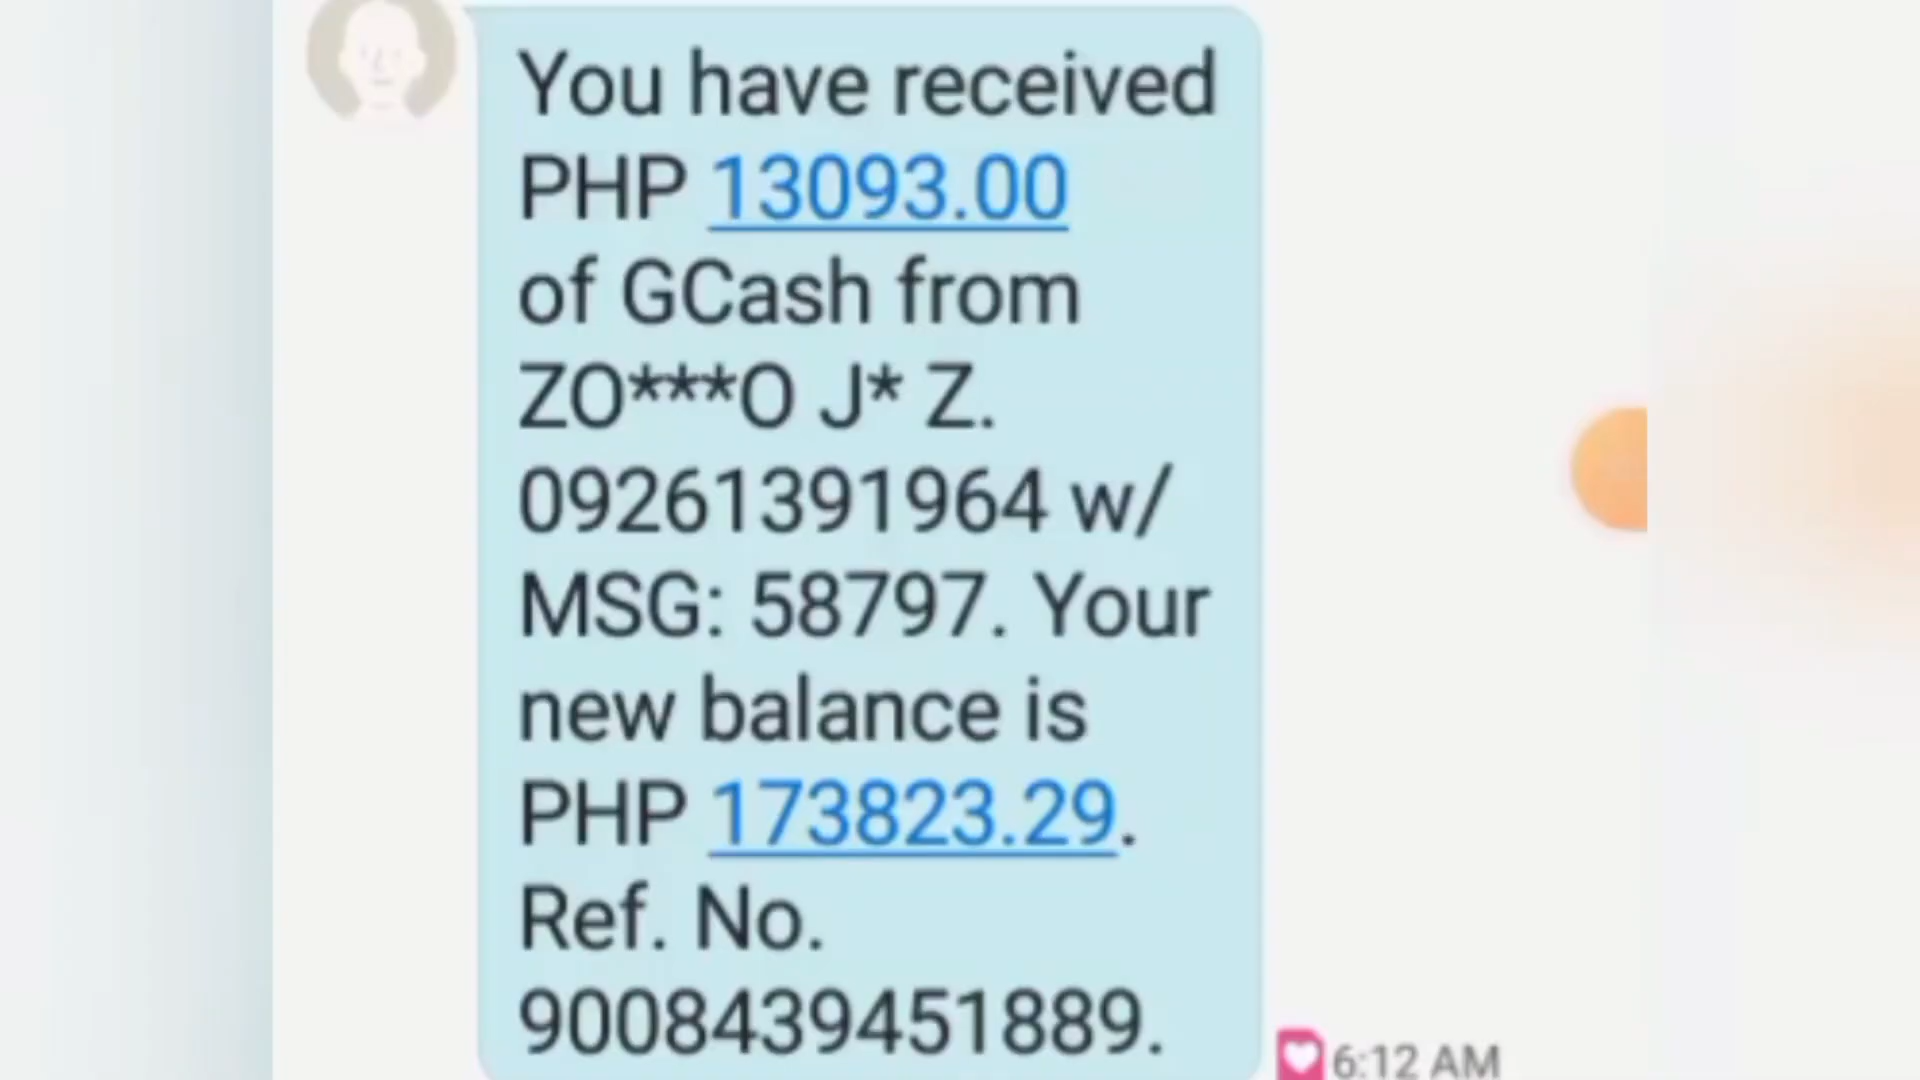 You have received
PHP 13093.00
of GCash from
ZO***O J* Z.
09261391964 w/
MSG: 58797. Your
new balance is
PHP 173823.29.
Ref. No.
9008439451889.
6:12 AM